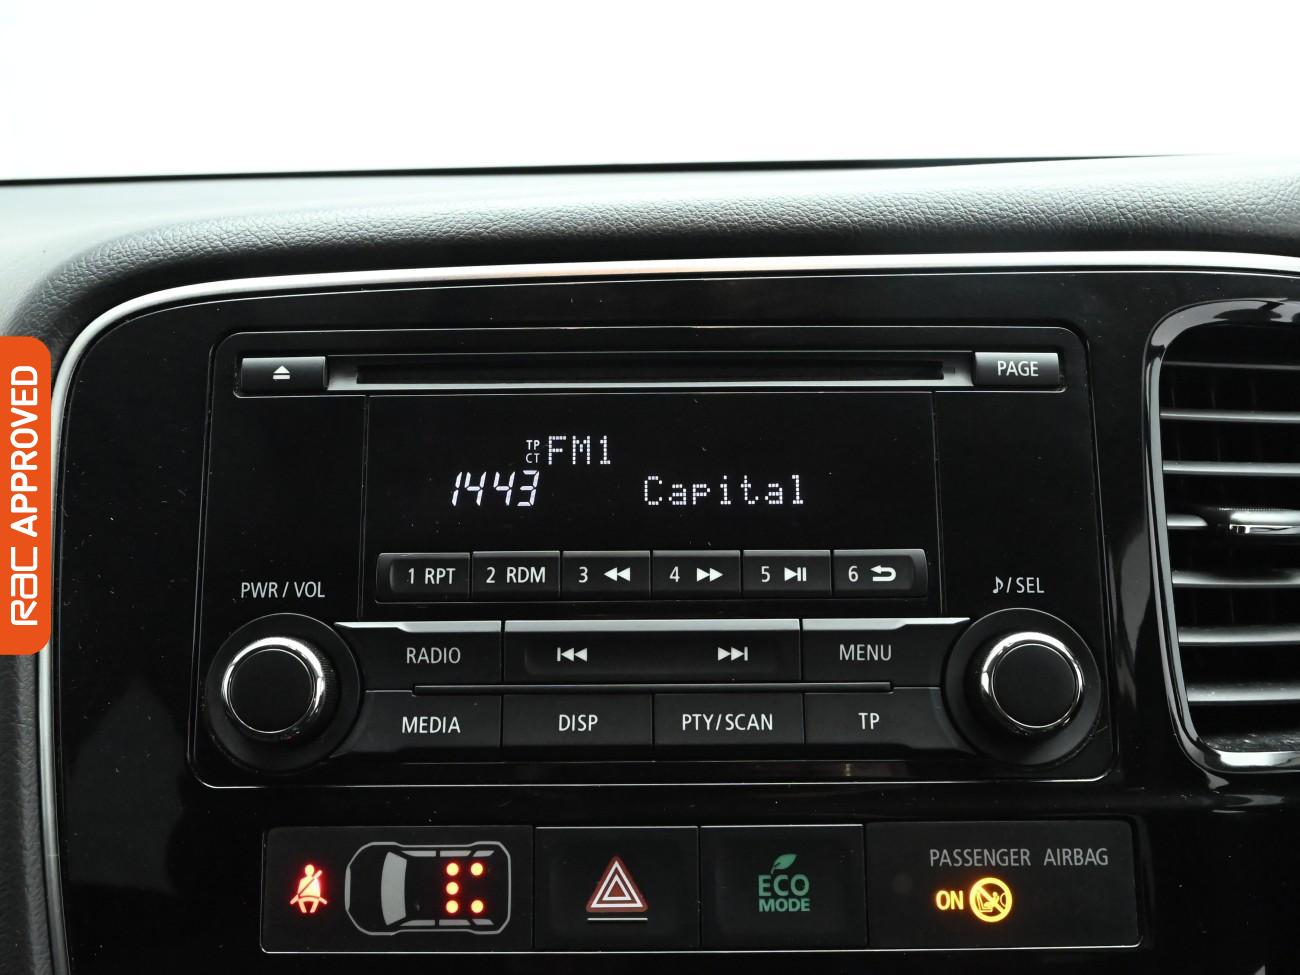 PAGE
TP
CT FM1
1443 Capital
1 RPT 2 RDM 3 4 5 6
PWR / VOL
/ SEL
RADIO MENU
MEDIA DISP PTY/SCAN TP
ECO
MODE
PASSENGER AIRBAG
ON
RAC APPROVED